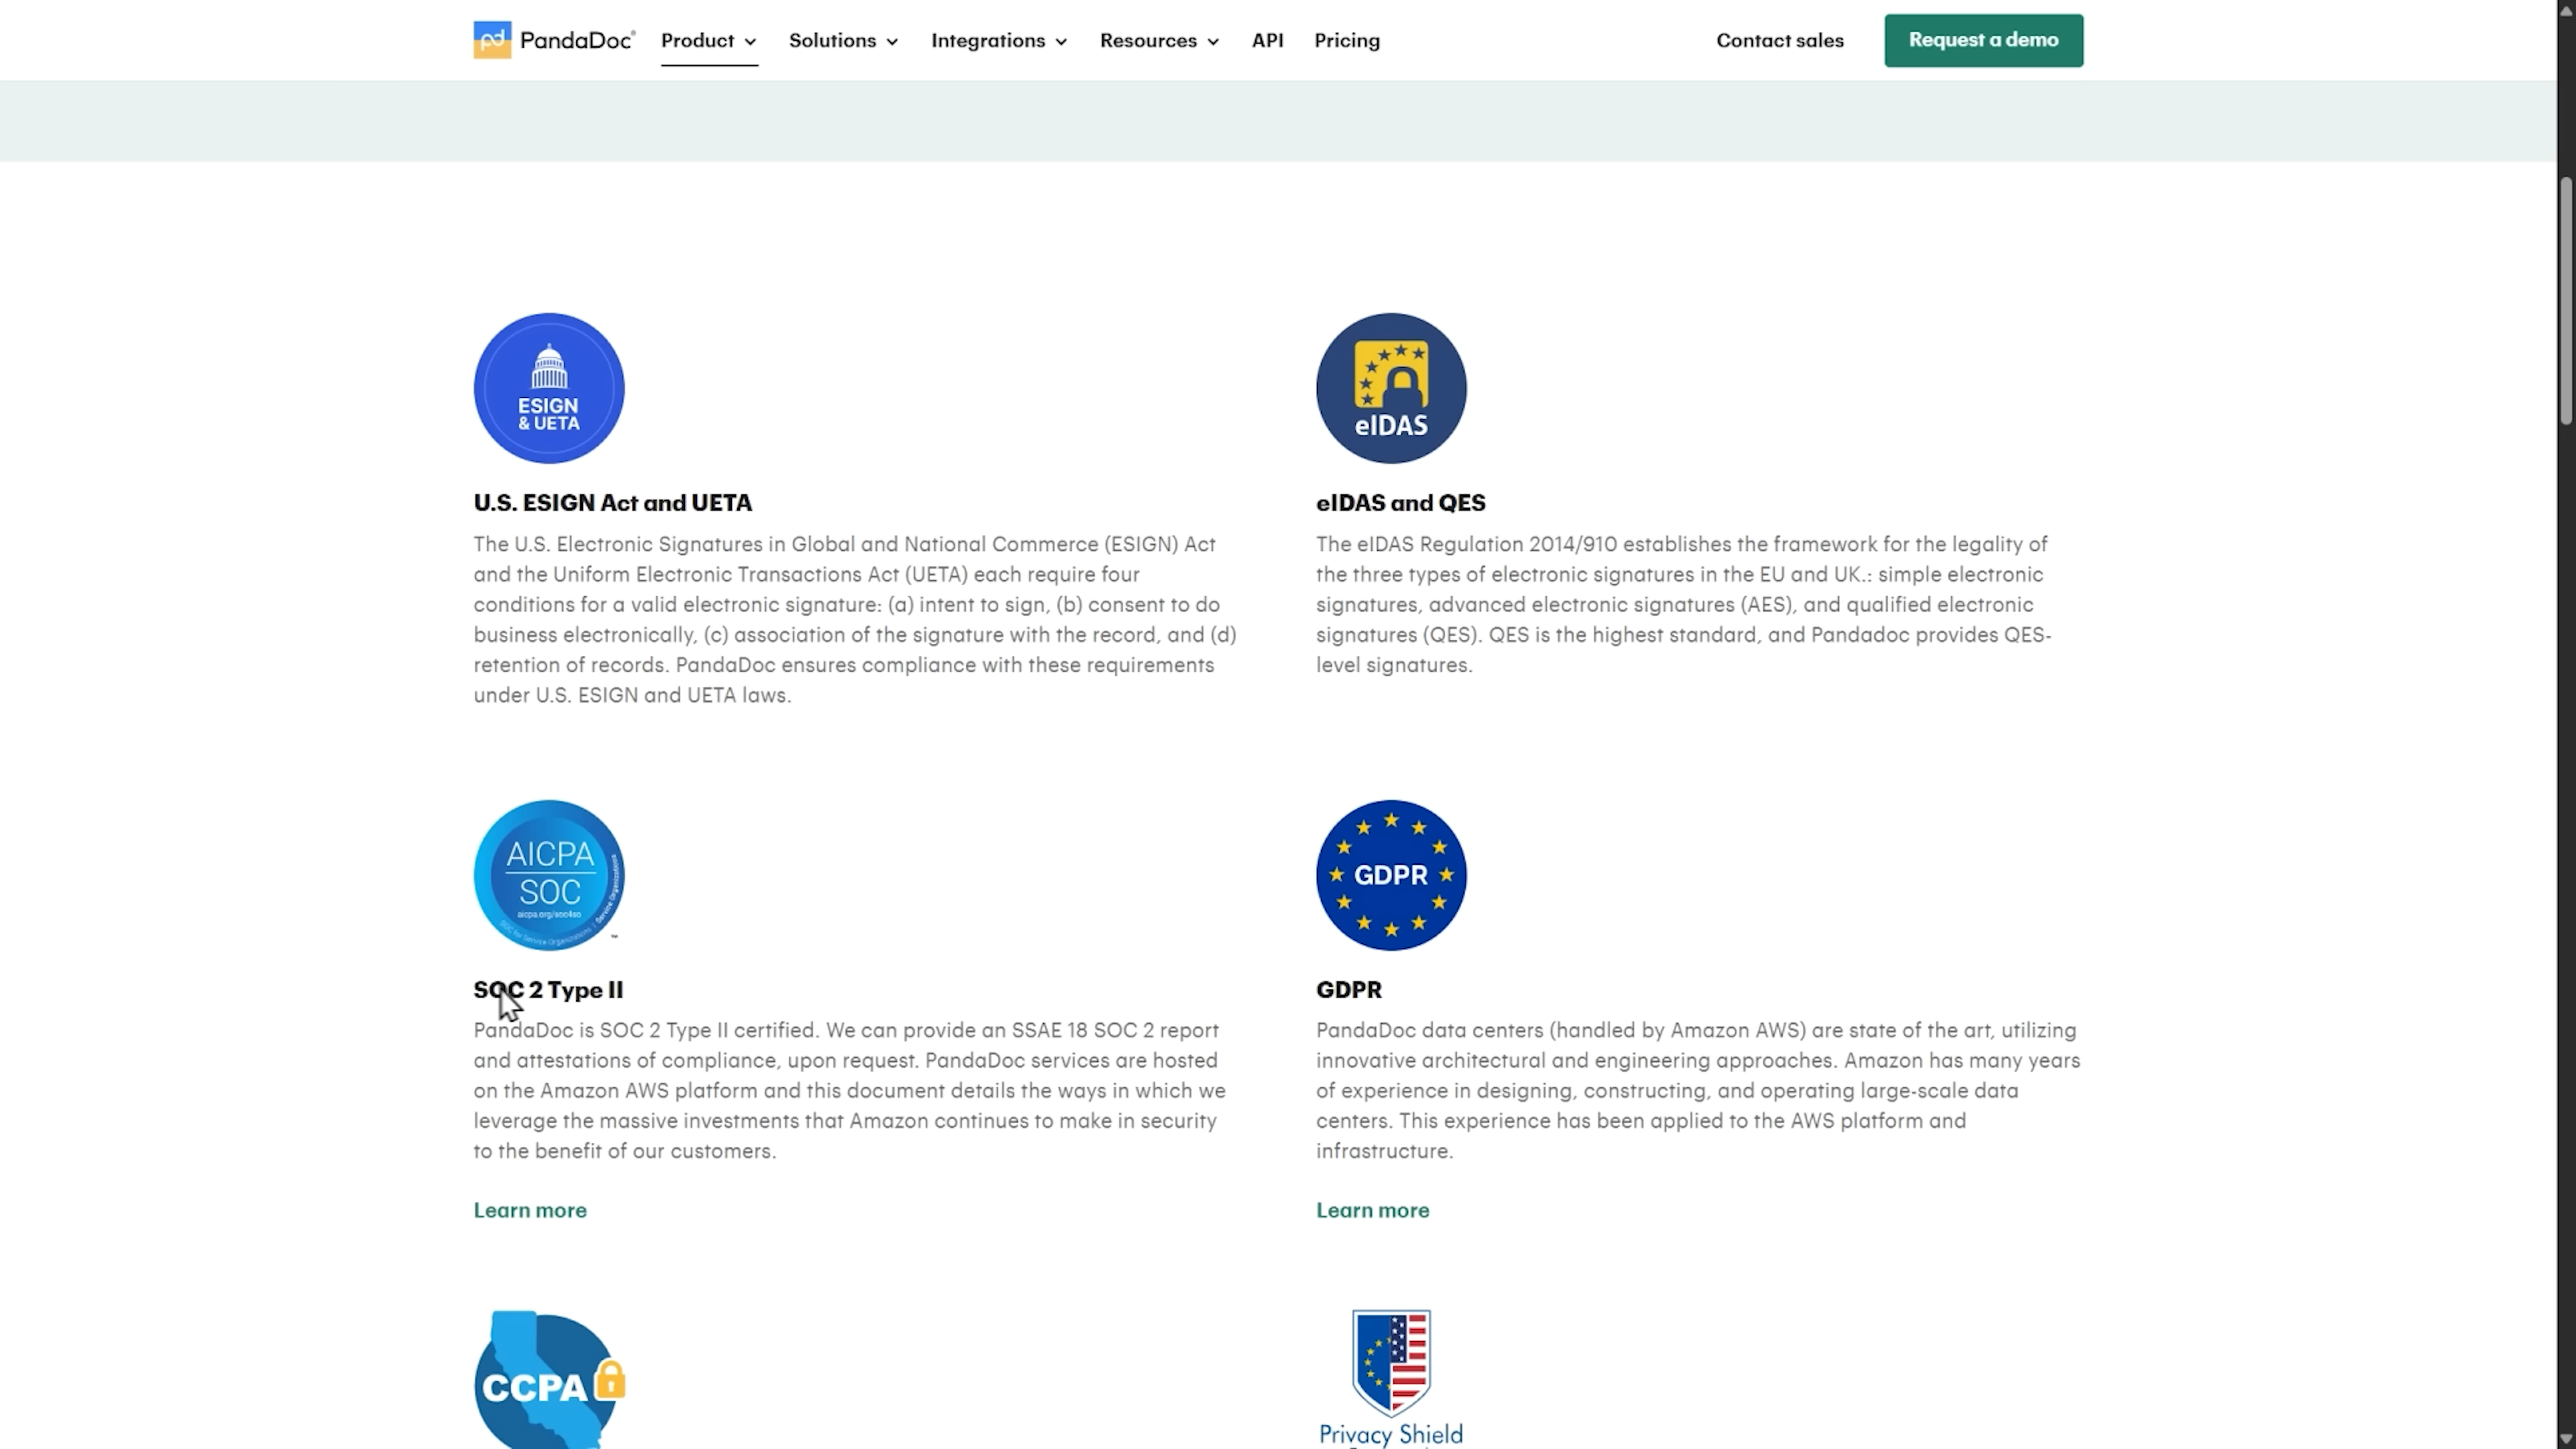 pd PandaDoc Product Solutions Integrations Resources API Pricing Contact sales Request a demo
ESIGN
& UETA
U.S. ESIGN Act and UETA
The U.S. Electronic Signatures in Global and National Commerce (ESIGN) Act
and the Uniform Electronic Transactions Act (UETA) each require four
conditions for a valid electronic signature: (a) intent to sign, (b) consent to do
business electronically, (c) association of the signature with the record, and (d)
retention of records. PandaDoc ensures compliance with these requirements
under U.S. ESIGN and UETA laws.
eIDAS
eIDAS and QES
The eIDAS Regulation 2014/910 establishes the framework for the legality of
the three types of electronic signatures in the EU and UK.: simple electronic
signatures, advanced electronic signatures (AES), and qualified electronic
signatures (QES). QES is the highest standard, and Pandadoc provides QES-
level signatures.
AICPA
SOC
aicpa.org/soc4so
SOC for Service Organizations | Service Organizations
™
SOC 2 Type II
PandaDoc is SOC 2 Type II certified. We can provide an SSAE 18 SOC 2 report
and attestations of compliance, upon request. PandaDoc services are hosted
on the Amazon AWS platform and this document details the ways in which we
leverage the massive investments that Amazon continues to make in security
to the benefit of our customers.
Learn more
GDPR
GDPR
PandaDoc data centers (handled by Amazon AWS) are state of the art, utilizing
innovative architectural and engineering approaches. Amazon has many years
of experience in designing, constructing, and operating large-scale data
centers. This experience has been applied to the AWS platform and
infrastructure.
Learn more
CCPA
Privacy Shield